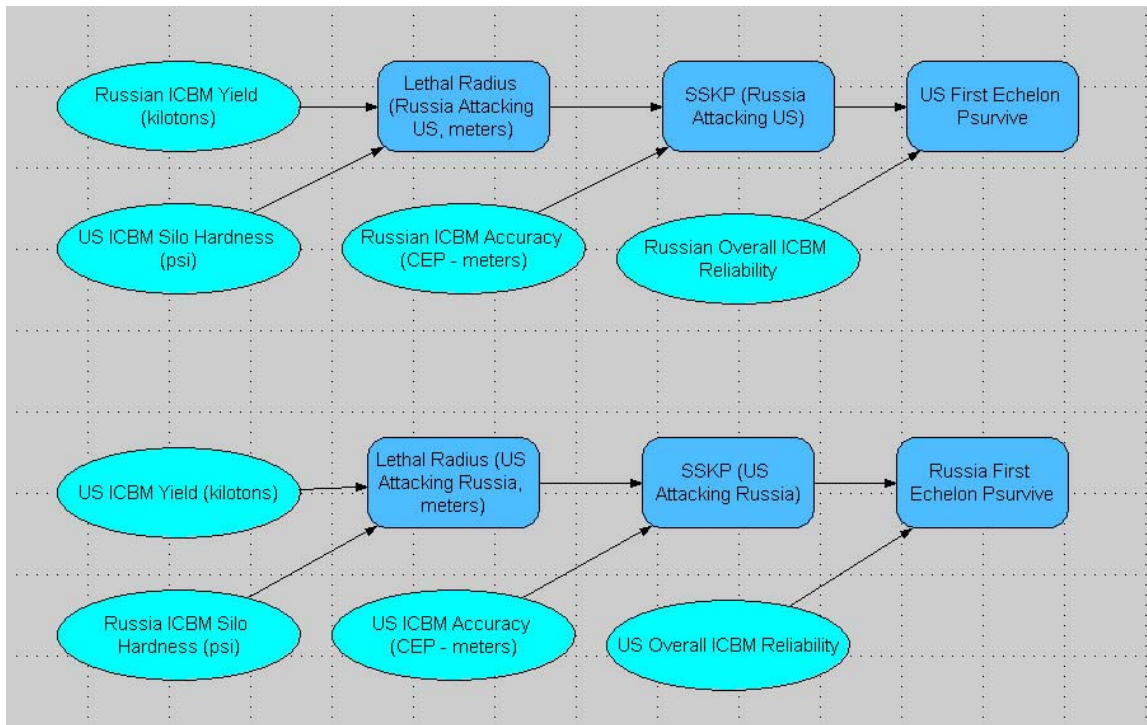 Russian ICBM Yield
(kilotons)
Lethal Radius
(Russia Attacking
US, meters)
SSKP (Russia
Attacking US)
US First Echelon
Psurvive
US ICBM Silo Hardness
(psi)
Russian ICBM Accuracy
(CEP - meters)
Russian Overall ICBM
Reliability
US ICBM Yield (kilotons)
Lethal Radius (US
Attacking Russia,
meters)
SSKP (US
Attacking Russia)
Russia First
Echelon Psurvive
Russia ICBM Silo
Hardness (psi)
US ICBM Accuracy
(CEP - meters)
US Overall ICBM Reliability